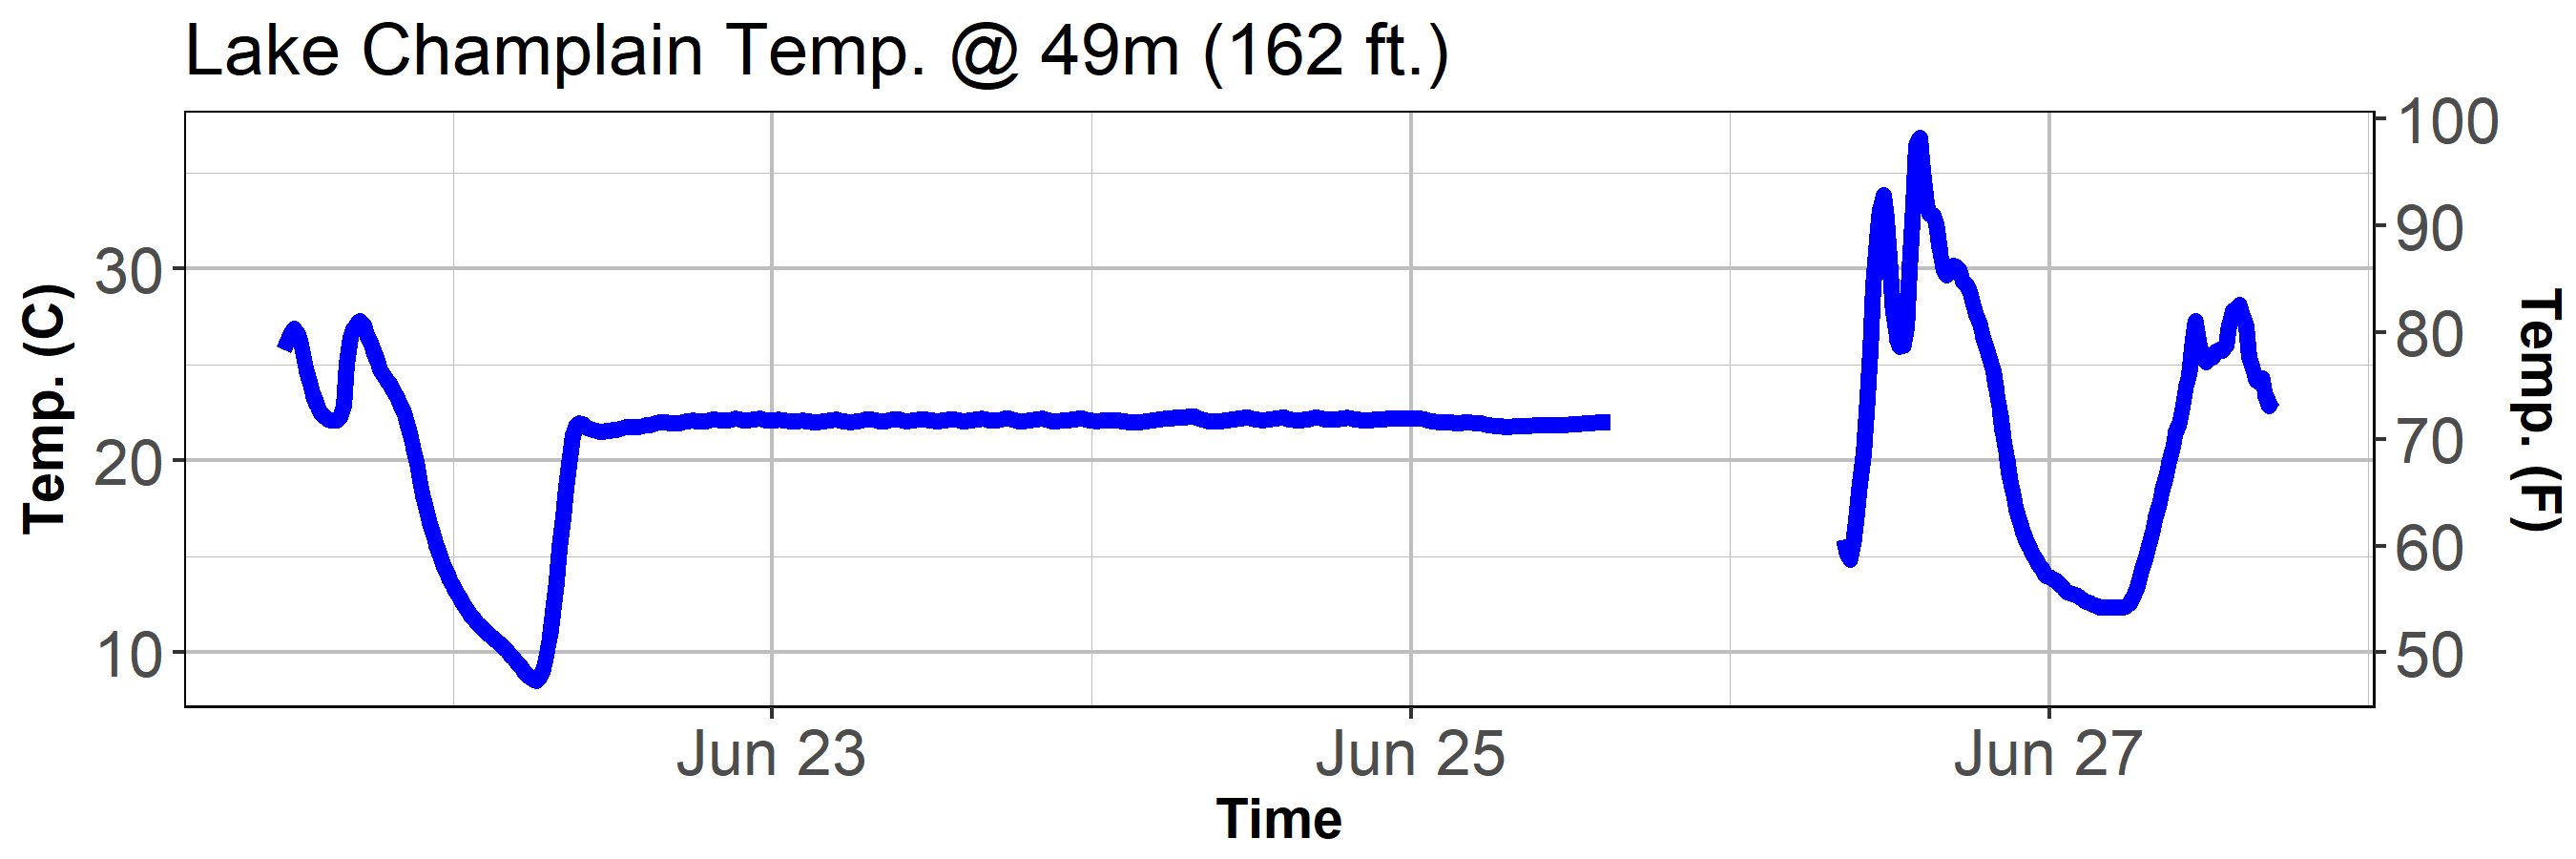 Lake Champlain Temp. @ 49m (162 ft.)
Temp. (C)
30
20
10
100
90
80
70
60
50
Temp. (F)
Jun 23
Jun 25
Jun 27
Time